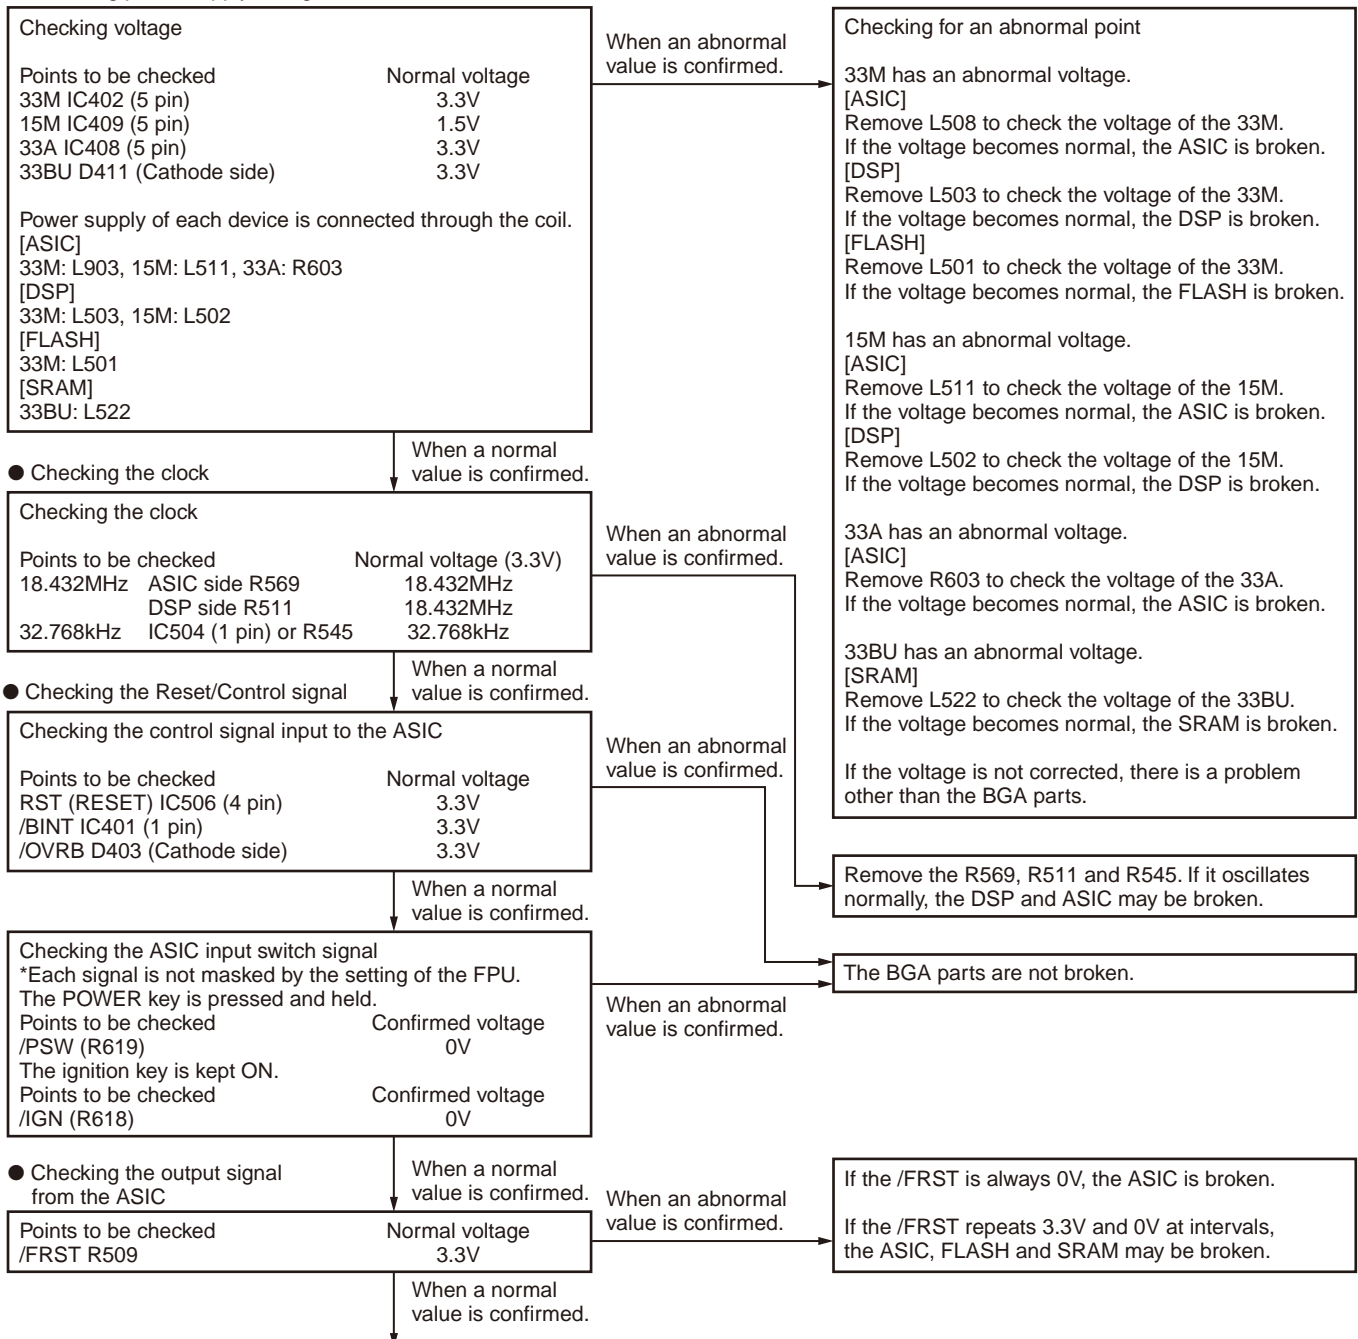 Checking voltage
Points to be checked Normal voltage
33M IC402 (5 pin) 3.3V
15M IC409 (5 pin) 1.5V
33A IC408 (5 pin) 3.3V
33BU D411 (Cathode side) 3.3V
Power supply of each device is connected through the coil.
[ASIC]
33M: L903, 15M: L511, 33A: R603
[DSP]
33M: L503, 15M: L502
[FLASH]
33M: L501
[SRAM]
33BU: L522
When an abnormal
value is confirmed.
Checking for an abnormal point
33M has an abnormal voltage.
[ASIC]
Remove L508 to check the voltage of the 33M.
If the voltage becomes normal, the ASIC is broken.
[DSP]
Remove L503 to check the voltage of the 33M.
If the voltage becomes normal, the DSP is broken.
[FLASH]
Remove L501 to check the voltage of the 33M.
If the voltage becomes normal, the FLASH is broken.
15M has an abnormal voltage.
[ASIC]
Remove L511 to check the voltage of the 15M.
If the voltage becomes normal, the ASIC is broken.
[DSP]
Remove L502 to check the voltage of the 15M.
If the voltage becomes normal, the DSP is broken.
33A has an abnormal voltage.
[ASIC]
Remove R603 to check the voltage of the 33A.
If the voltage becomes normal, the ASIC is broken.
33BU has an abnormal voltage.
[SRAM]
Remove L522 to check the voltage of the 33BU.
If the voltage becomes normal, the SRAM is broken.
If the voltage is not corrected, there is a problem
other than the BGA parts.
When a normal
value is confirmed.
● Checking the clock
Checking the clock
Points to be checked Normal voltage (3.3V)
18.432MHz ASIC side R569 18.432MHz
DSP side R511 18.432MHz
32.768kHz IC504 (1 pin) or R545 32.768kHz
When an abnormal
value is confirmed.
Remove the R569, R511 and R545. If it oscillates
normally, the DSP and ASIC may be broken.
When a normal
value is confirmed.
● Checking the Reset/Control signal
Checking the control signal input to the ASIC
Points to be checked Normal voltage
RST (RESET) IC506 (4 pin) 3.3V
/BINT IC401 (1 pin) 3.3V
/OVRB D403 (Cathode side) 3.3V
When an abnormal
value is confirmed.
The BGA parts are not broken.
When a normal
value is confirmed.
Checking the ASIC input switch signal
*Each signal is not masked by the setting of the FPU.
The POWER key is pressed and held.
Points to be checked Confirmed voltage
/PSW (R619) 0V
The ignition key is kept ON.
Points to be checked Confirmed voltage
/IGN (R618) 0V
When an abnormal
value is confirmed.
When a normal
value is confirmed.
● Checking the output signal
from the ASIC
Points to be checked Normal voltage
/FRST R509 3.3V
When an abnormal
value is confirmed.
If the /FRST is always 0V, the ASIC is broken.
If the /FRST repeats 3.3V and 0V at intervals,
the ASIC, FLASH and SRAM may be broken.
When a normal
value is confirmed.